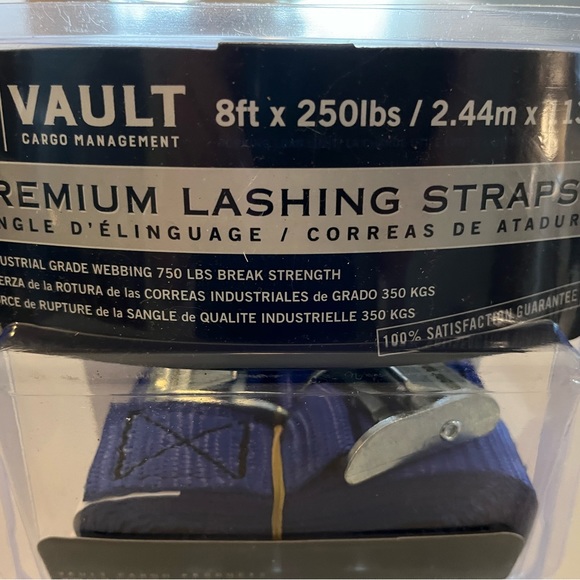 VAULT
CARGO MANAGEMENT
8ft x 250lbs / 2.44m x 11
REMIUM LASHING STRAPS
NGLE D'ÉLINGUAGE / CORREAS DE ATADUR
USTRIAL GRADE WEBBING 750 LBS BREAK STRENGTH
ERZA de la ROTURA de las CORREAS INDUSTRIALES de GRADO 350 KGS
RCE de RUPTURE de la SANGLE de QUALITE INDUSTRIELLE 350 KGS
100% SATISFACTION GUARANTEE